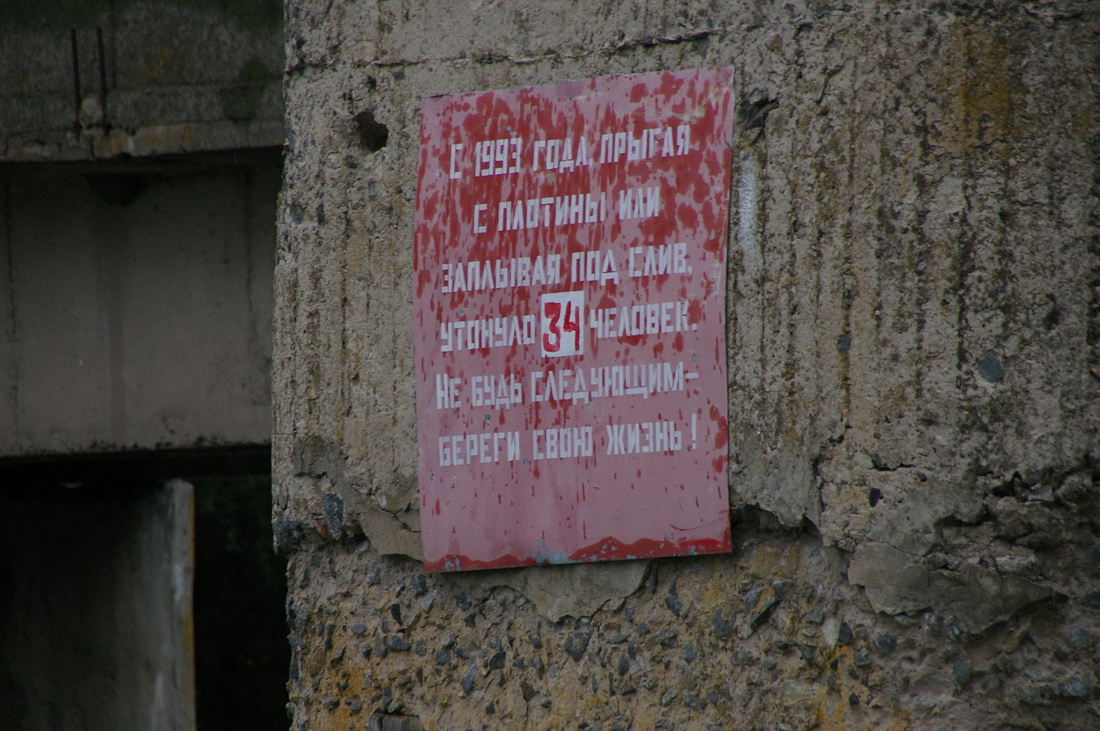 С 1993 ГОДА, ПРЫГАЯ
С ПЛОТИНЫ ИЛИ
ЗАПЛЫВАЯ ПОД СЛИВ,
УТОНУЛО 34 ЧЕЛОВЕК.
НЕ БУДЬ СЛЕДУЮЩИМ-
БЕРЕГИ СВОЮ ЖИЗНЬ!